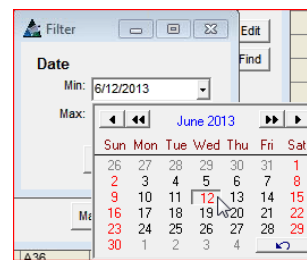 Filter
Edit
Find
Date
Min: 6/12/2013
Max:
June 2013
Sun Mon Tue Wed Thu Fri Sat
26 27 28 29 30 31 1
2 3 4 5 6 7 8
9 10 11 12 13 14 15
16 17 18 19 20 21 22
23 24 25 26 27 28 29
30 1 2 3 4
Ma
A36